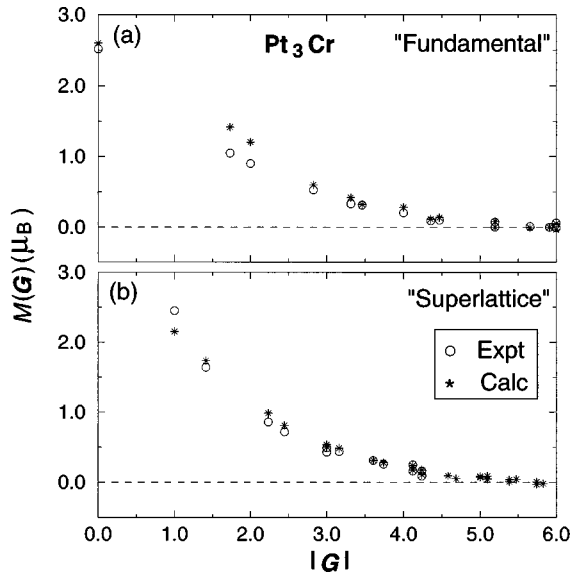 (a) Pt3Cr "Fundamental"
3.0
2.0
1.0
0.0
M(G) (μB)
(b) "Superlattice"
3.0
2.0
1.0
0.0
Expt
Calc
0.0 1.0 2.0 3.0 4.0 5.0 6.0
|G|